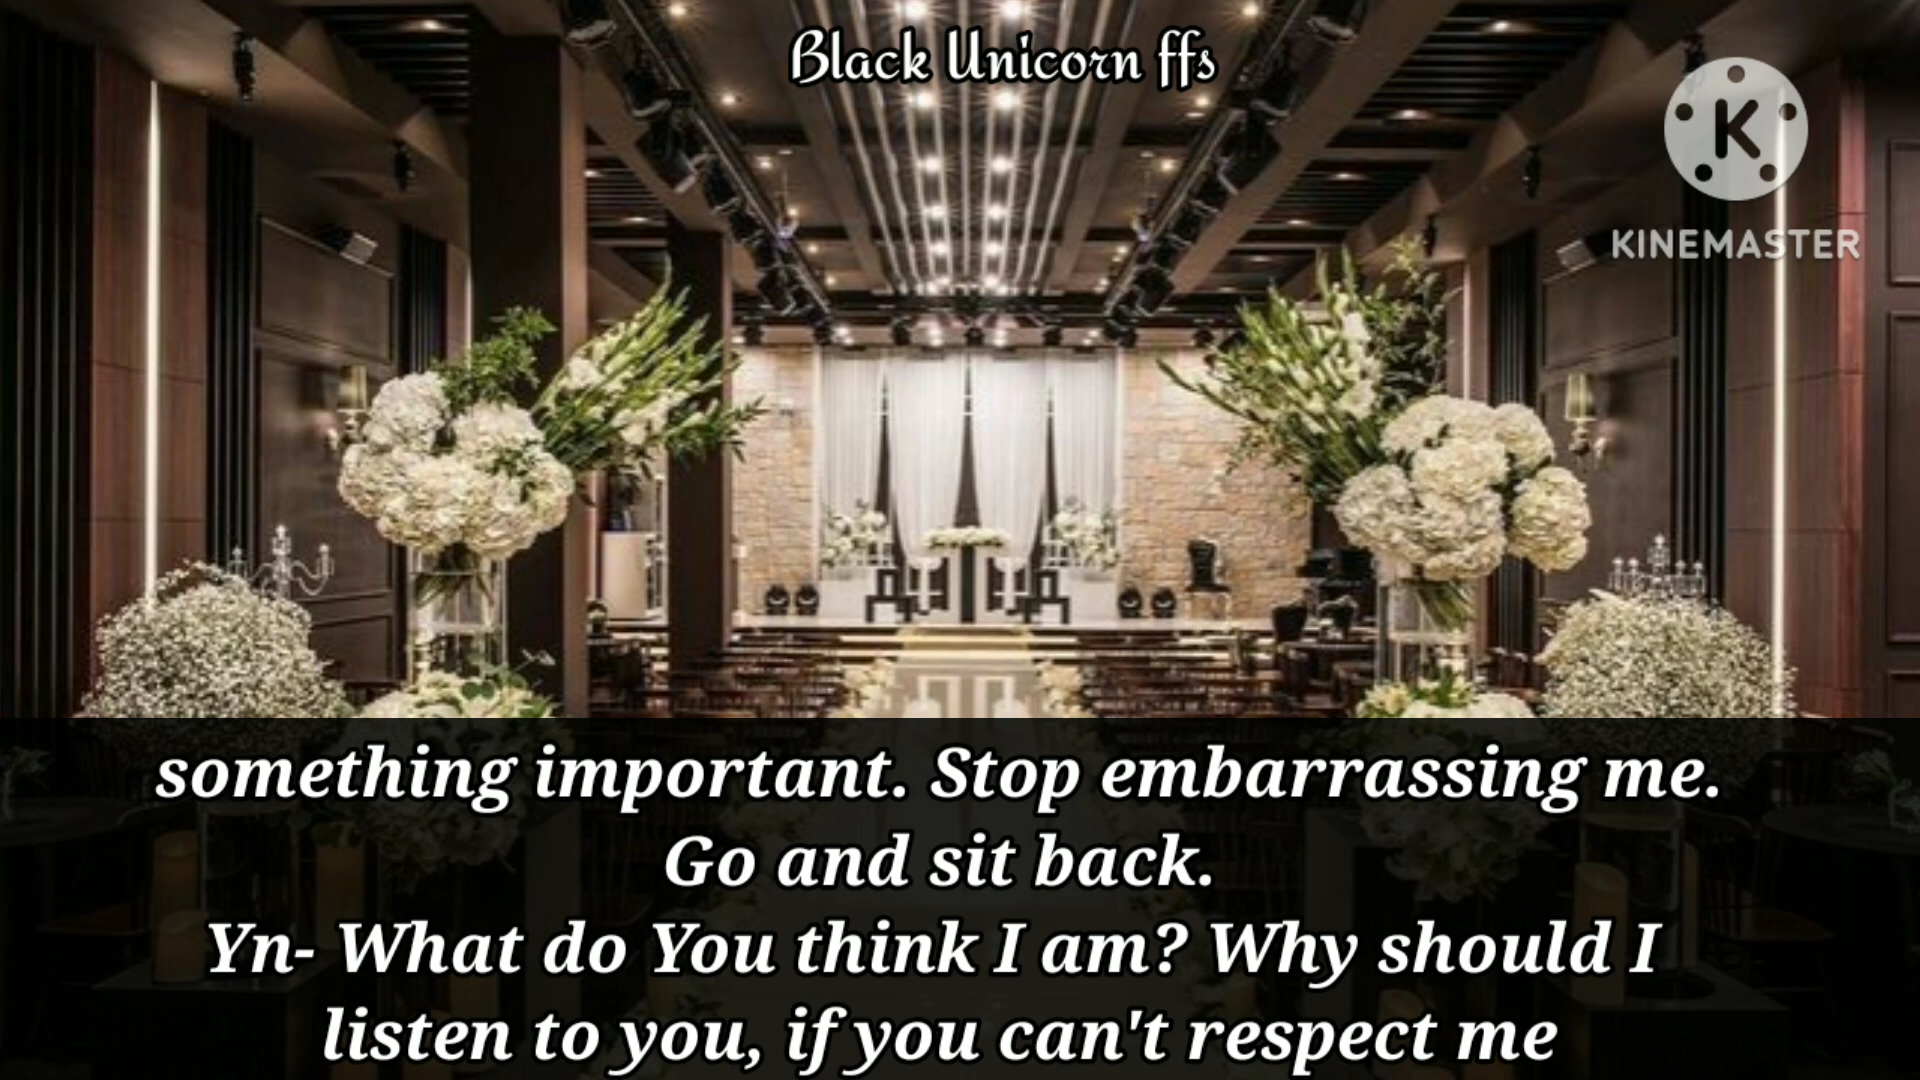 Black Unicorn ffs
K
KINEMASTER
something important. Stop embarrassing me.
Go and sit back.
Yn- What do You think I am? Why should I
listen to you, if you can't respect me